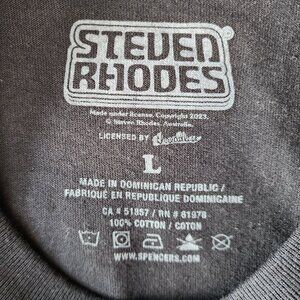 STEVEN
RHODES
Made under license. Copyright 2023.
© Steven Rhodes. Australia.
LICENSED BY
L
MADE IN DOMINICAN REPUBLIC /
FABRIQUÉ EN REPUBLIQUE DOMINICAINE
CA # 51857 / RN # 61976
100% COTTON / COTON
WWW.SPENCERS.COM